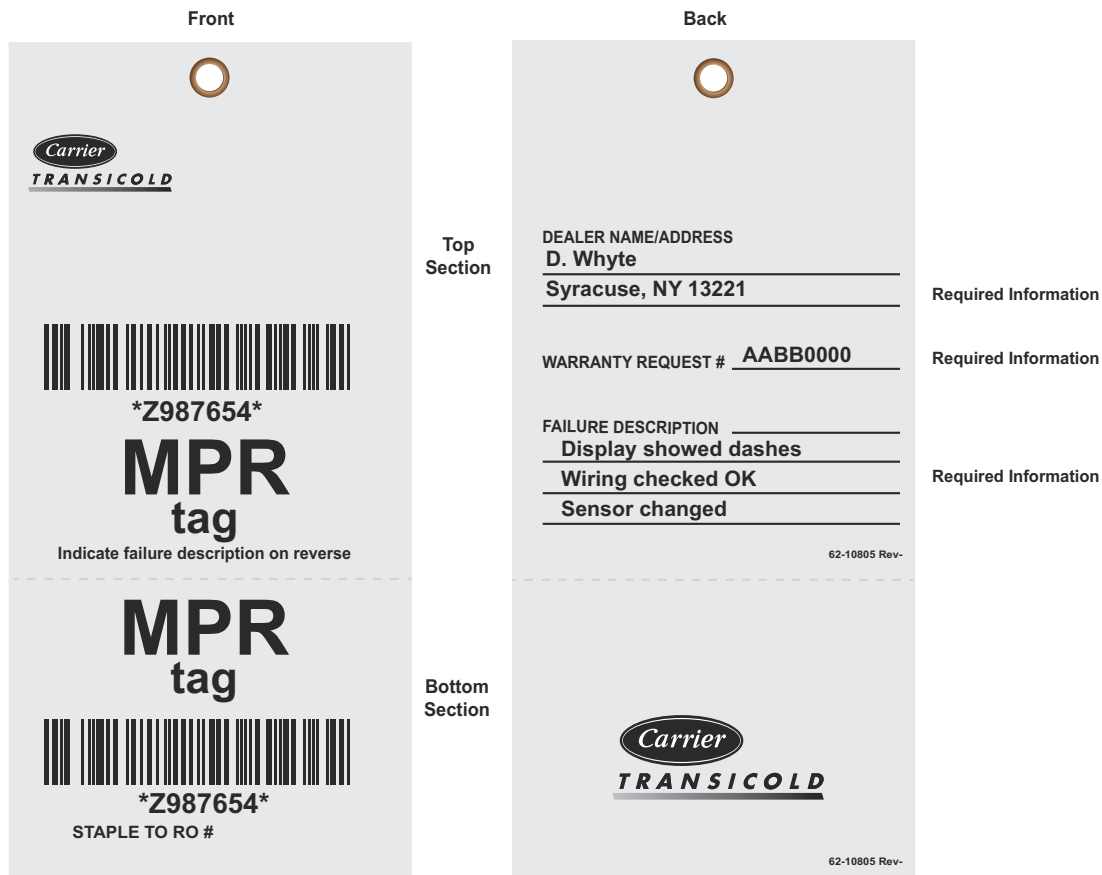 Front
Carrier
TRANSICOLD
*Z987654*
MPR
tag
Indicate failure description on reverse
MPR
tag
*Z987654*
STAPLE TO RO #
Top
Section
Bottom
Section
Back
DEALER NAME/ADDRESS
D. Whyte
Syracuse, NY 13221
Required Information
WARRANTY REQUEST # AABB0000
Required Information
FAILURE DESCRIPTION
Display showed dashes
Wiring checked OK
Required Information
Sensor changed
62-10805 Rev-
Carrier
TRANSICOLD
62-10805 Rev-